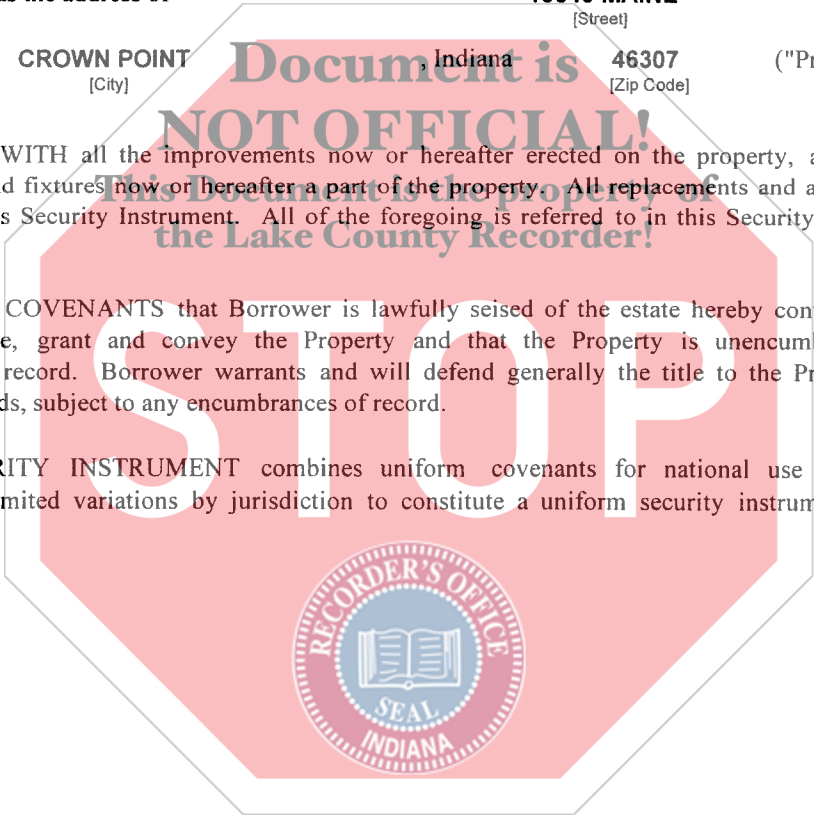 CROWN POINT , Indiana 46307 ("Pr
[Street]
[City] [Zip Code]
Document is
NOT OFFICIAL!
This Document is the property of
the Lake County Recorder!
WITH all the improvements now or hereafter erected on the property, a
d fixtures now or hereafter a part of the property. All replacements and a
s Security Instrument. All of the foregoing is referred to in this Security
COVENANTS that Borrower is lawfully seised of the estate hereby con
e, grant and convey the Property and that the Property is unencumb
record. Borrower warrants and will defend generally the title to the Pr
ds, subject to any encumbrances of record.
RITY INSTRUMENT combines uniform covenants for national use
mited variations by jurisdiction to constitute a uniform security instrum
STOP
RECORDER'S OFFICE
SEAL
INDIANA